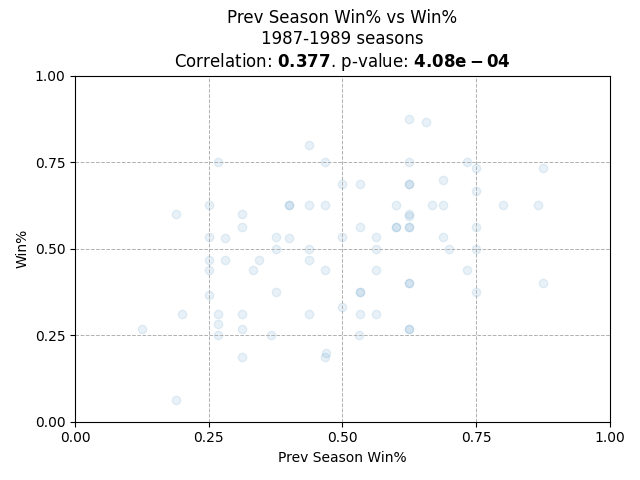 Prev Season Win% vs Win%
1987-1989 seasons
Correlation: 0.377. p-value: 4.08e − 04
1.00
0.75
0.50
0.25
0.00
Win%
0.00 0.25 0.50 0.75 1.00
Prev Season Win%